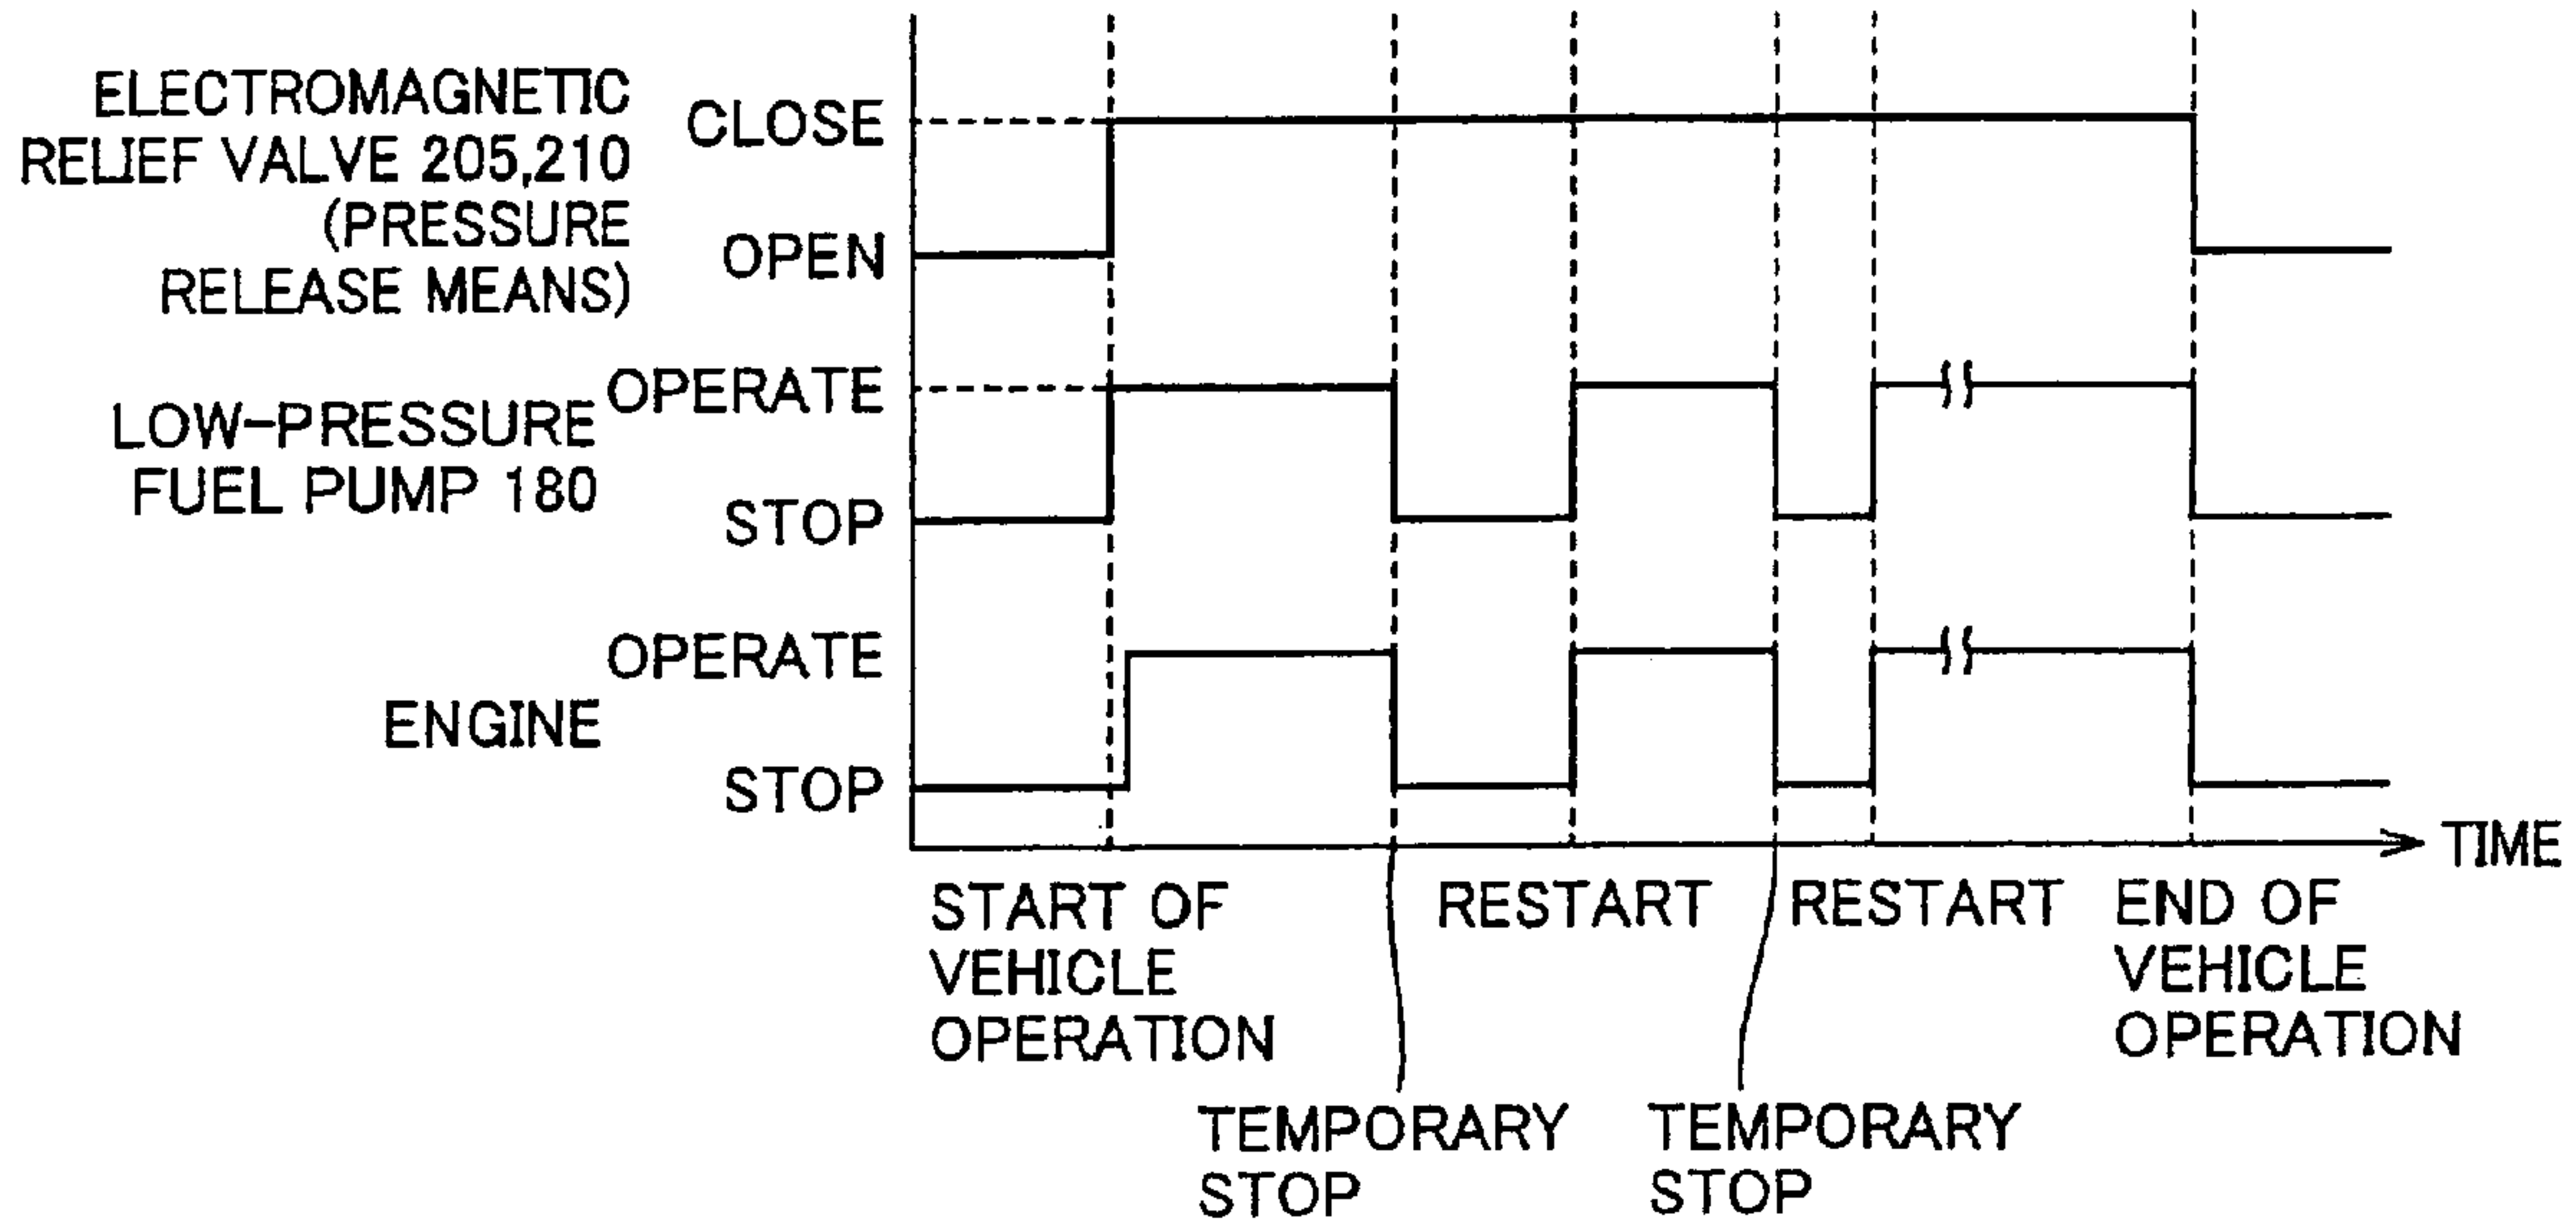 ELECTROMAGNETIC
RELIEF VALVE 205,210
(PRESSURE
RELEASE MEANS)
CLOSE
OPEN
LOW-PRESSURE
FUEL PUMP 180
OPERATE
STOP
ENGINE
OPERATE
STOP
TIME
START OF
VEHICLE
OPERATION
TEMPORARY
STOP
RESTART
TEMPORARY
STOP
RESTART
END OF
VEHICLE
OPERATION